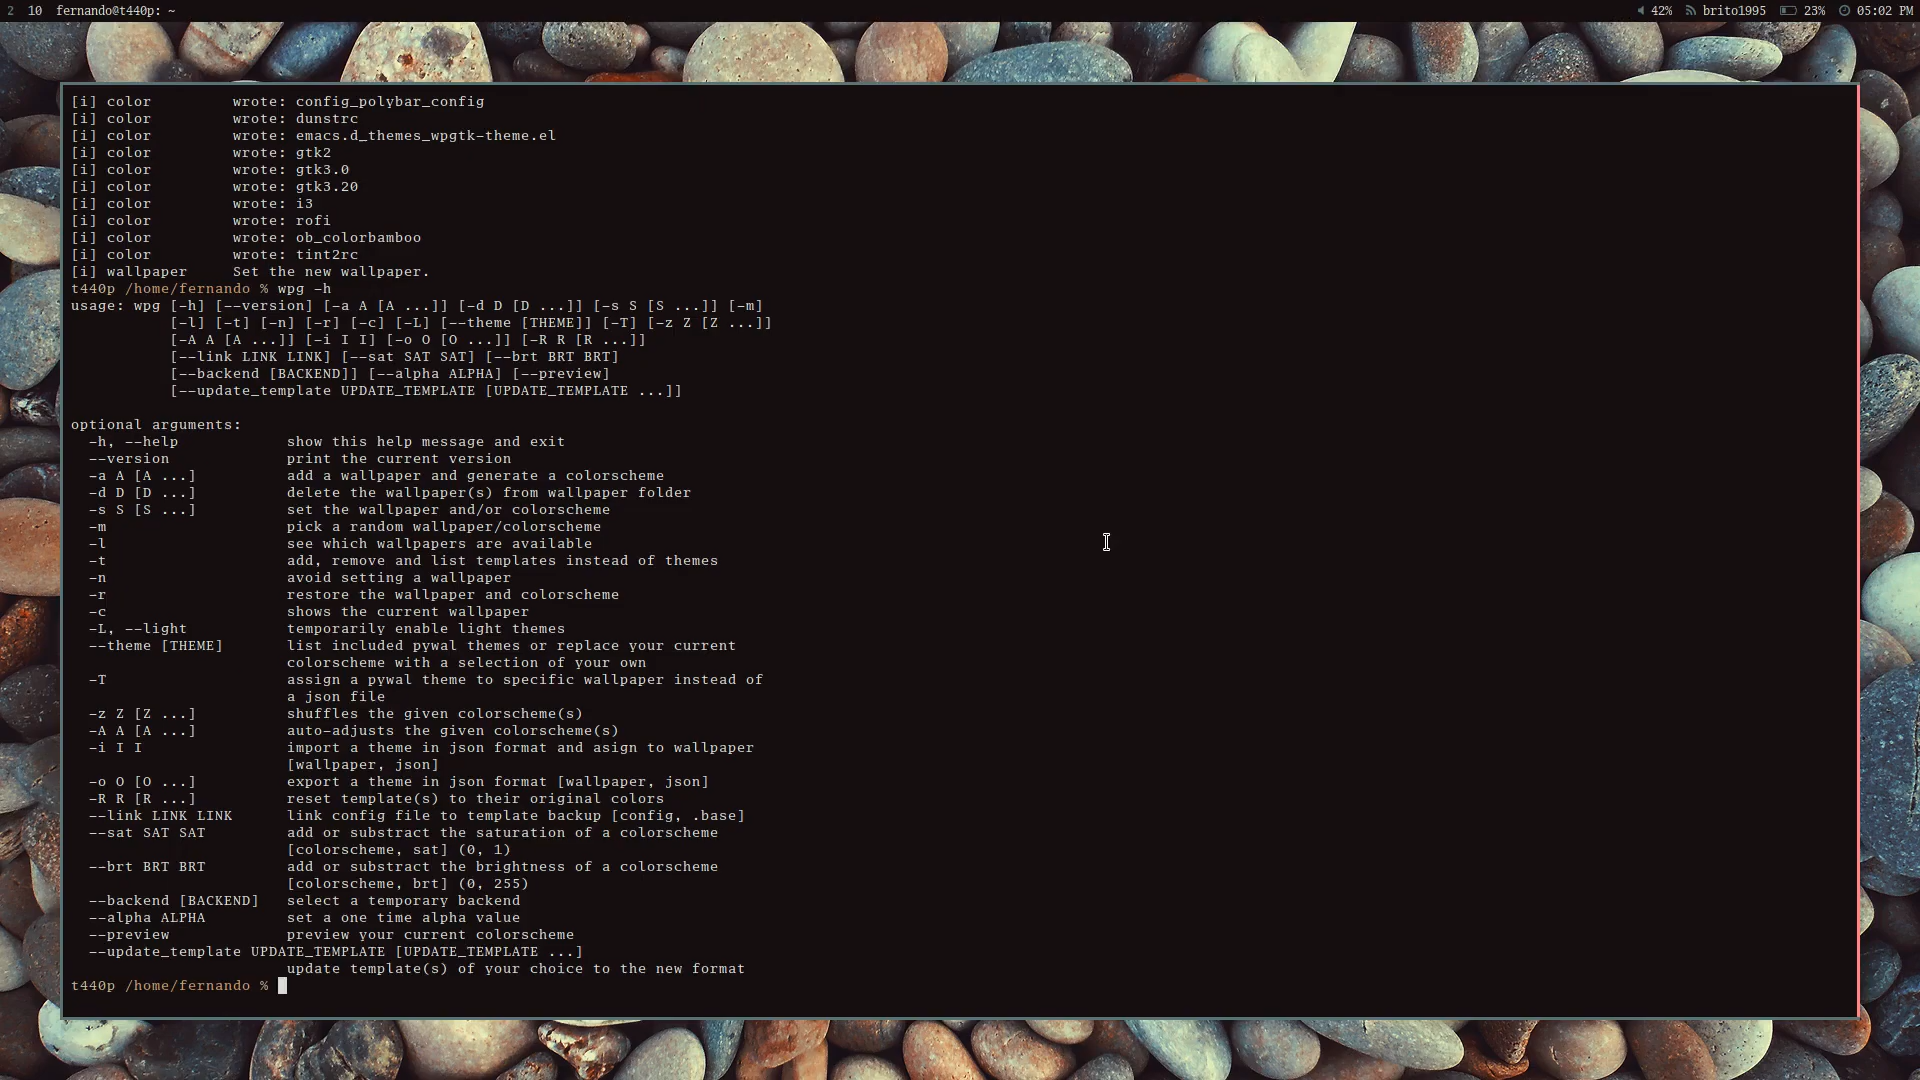 2 10 fernando@t440p: ~ 42% brito1995 23% 05:02 PM
[i] color wrote: config_polybar_config
[i] color wrote: dunstrc
[i] color wrote: emacs.d_themes_wpgtk-theme.el
[i] color wrote: gtk2
[i] color wrote: gtk3.0
[i] color wrote: gtk3.20
[i] color wrote: i3
[i] color wrote: rofi
[i] color wrote: ob_colorbamboo
[i] color wrote: tint2rc
[i] wallpaper Set the new wallpaper.
t440p /home/fernando % wpg -h
usage: wpg [-h] [--version] [-a A [A ...]] [-d D [D ...]] [-s S [S ...]] [-m]
[-l] [-t] [-n] [-r] [-c] [-L] [--theme [THEME]] [-T] [-z Z [Z ...]]
[-A A [A ...]] [-i I I] [-o O [O ...]] [-R R [R ...]]
[--link LINK LINK] [--sat SAT SAT] [--brt BRT BRT]
[--backend [BACKEND]] [--alpha ALPHA] [--preview]
[--update_template UPDATE_TEMPLATE [UPDATE_TEMPLATE ...]]
optional arguments:
-h, --help show this help message and exit
--version print the current version
-a A [A ...] add a wallpaper and generate a colorscheme
-d D [D ...] delete the wallpaper(s) from wallpaper folder
-s S [S ...] set the wallpaper and/or colorscheme
-m pick a random wallpaper/colorscheme
-l see which wallpapers are available
-t add, remove and list templates instead of themes
-n avoid setting a wallpaper
-r restore the wallpaper and colorscheme
-c shows the current wallpaper
-L, --light temporarily enable light themes
--theme [THEME] list included pywal themes or replace your current
colorscheme with a selection of your own
-T assign a pywal theme to specific wallpaper instead of
a json file
-z Z [Z ...] shuffles the given colorscheme(s)
-A A [A ...] auto-adjusts the given colorscheme(s)
-i I I import a theme in json format and asign to wallpaper
[wallpaper, json]
-o O [O ...] export a theme in json format [wallpaper, json]
-R R [R ...] reset template(s) to their original colors
--link LINK LINK link config file to template backup [config, .base]
--sat SAT SAT add or substract the saturation of a colorscheme
[colorscheme, sat] (0, 1)
--brt BRT BRT add or substract the brightness of a colorscheme
[colorscheme, brt] (0, 255)
--backend [BACKEND] select a temporary backend
--alpha ALPHA set a one time alpha value
--preview preview your current colorscheme
--update_template UPDATE_TEMPLATE [UPDATE_TEMPLATE ...]
update template(s) of your choice to the new format
t440p /home/fernando %